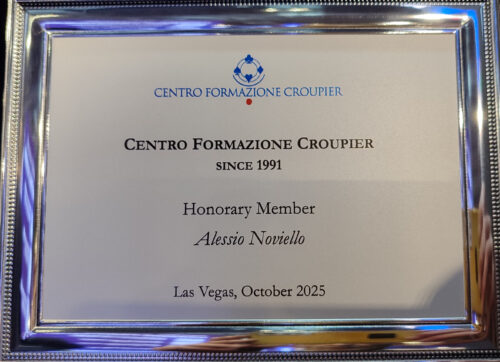 CENTRO FORMAZIONE CROUPIER
CENTRO FORMAZIONE CROUPIER
SINCE 1991
Honorary Member
Alessio Noviello
Las Vegas, October 2025